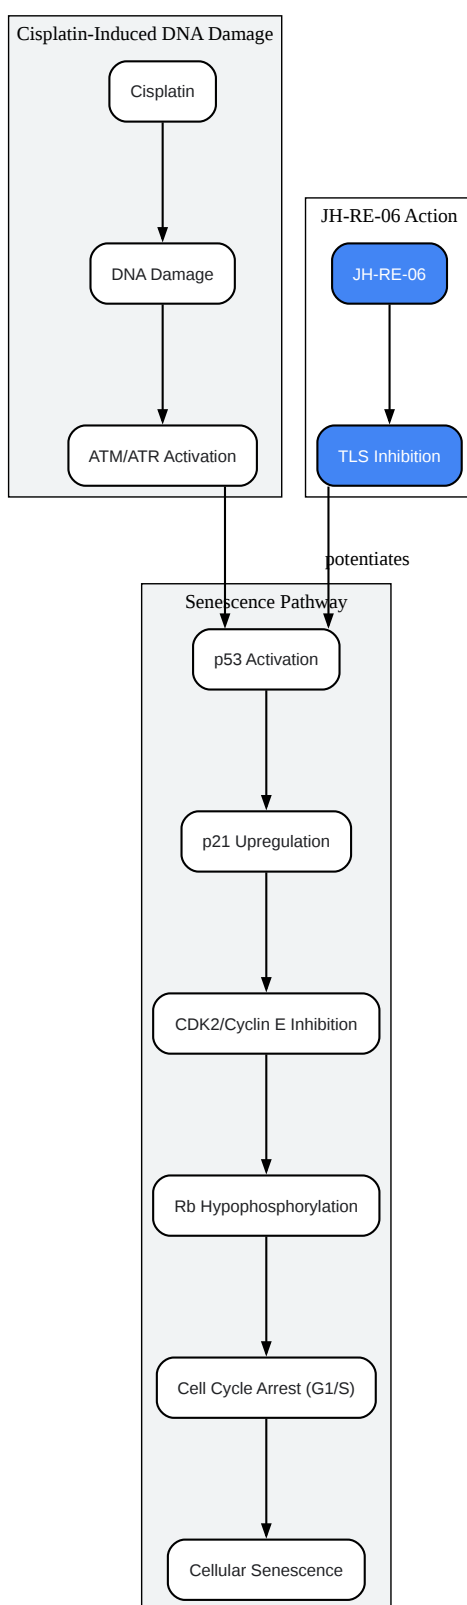 Cisplatin-Induced DNA Damage
Cisplatin
DNA Damage
ATM/ATR Activation
JH-RE-06 Action
JH-RE-06
TLS Inhibition
potentiates
Senescence Pathway
p53 Activation
p21 Upregulation
CDK2/Cyclin E Inhibition
Rb Hypophosphorylation
Cell Cycle Arrest (G1/S)
Cellular Senescence